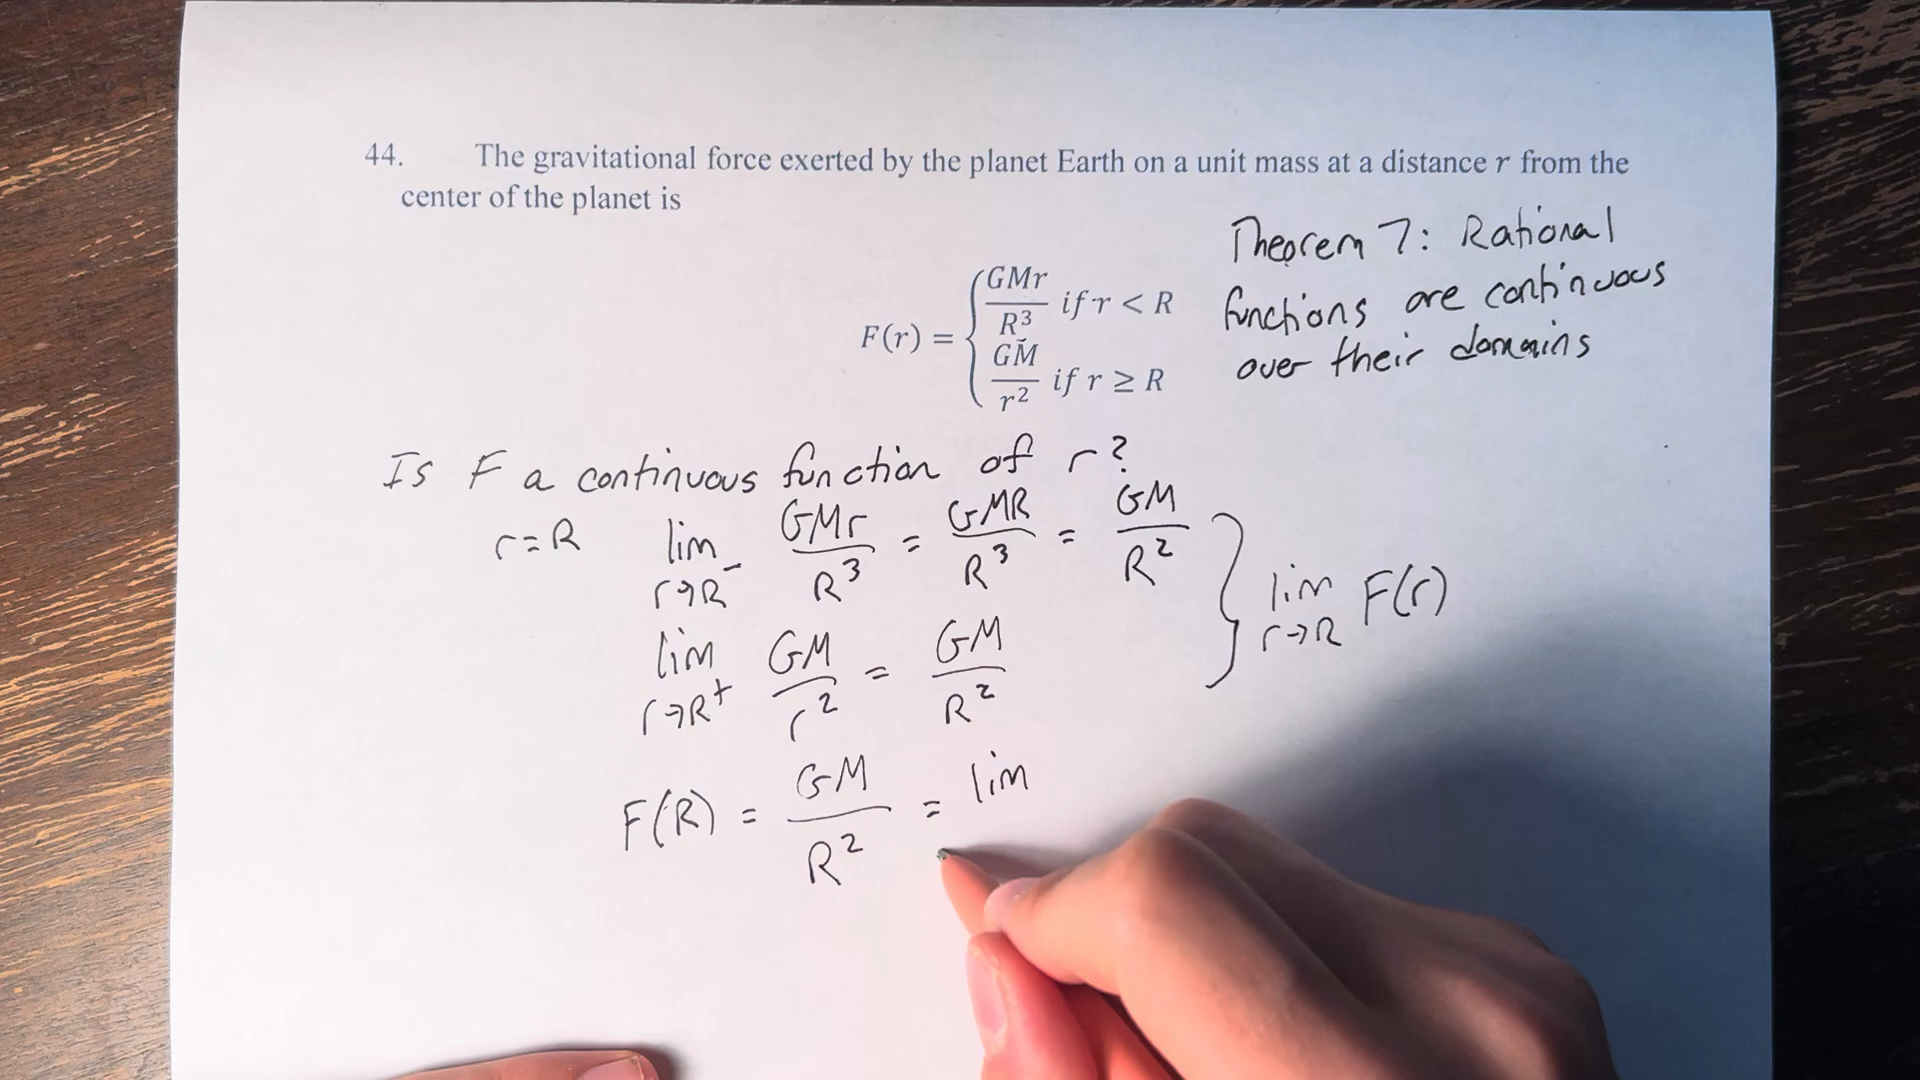 44. The gravitational force exerted by the planet Earth on a unit mass at a distance r from the
center of the planet is
F(r) = { GMr/R³ if r < R
GM/r² if r ≥ R
Theorem 7: Rational
functions are continuous
over their domains
Is F a continuous function of r?
r=R lim r→R⁻ GMr/R³ = GMR/R³ = GM/R²
lim r→R⁺ GM/r² = GM/R²
} lim r→R F(r)
F(R) = GM/R² = lim